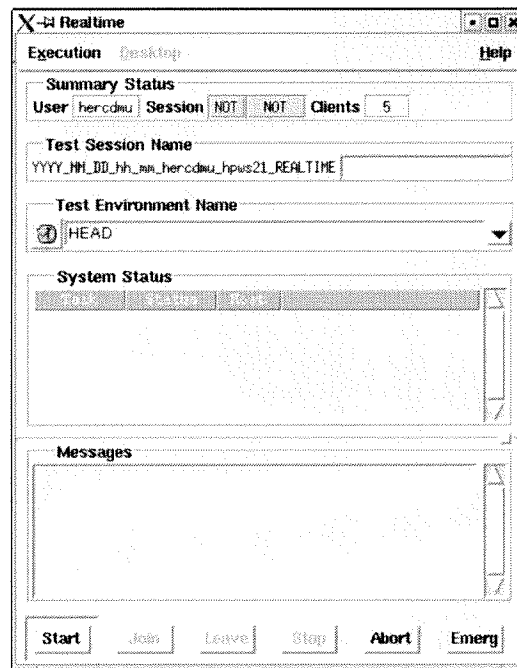 Realtime
Execution Desktop Help
Summary Status
User hercdmu Session NOT NOT Clients 5
Test Session Name
YYYY_MM_DD_hh_mm_hercdmu_hpws21_REALTIME
Test Environment Name
HEAD
System Status
Task Status Host
Messages
Start Join Leave Stop Abort Emerg